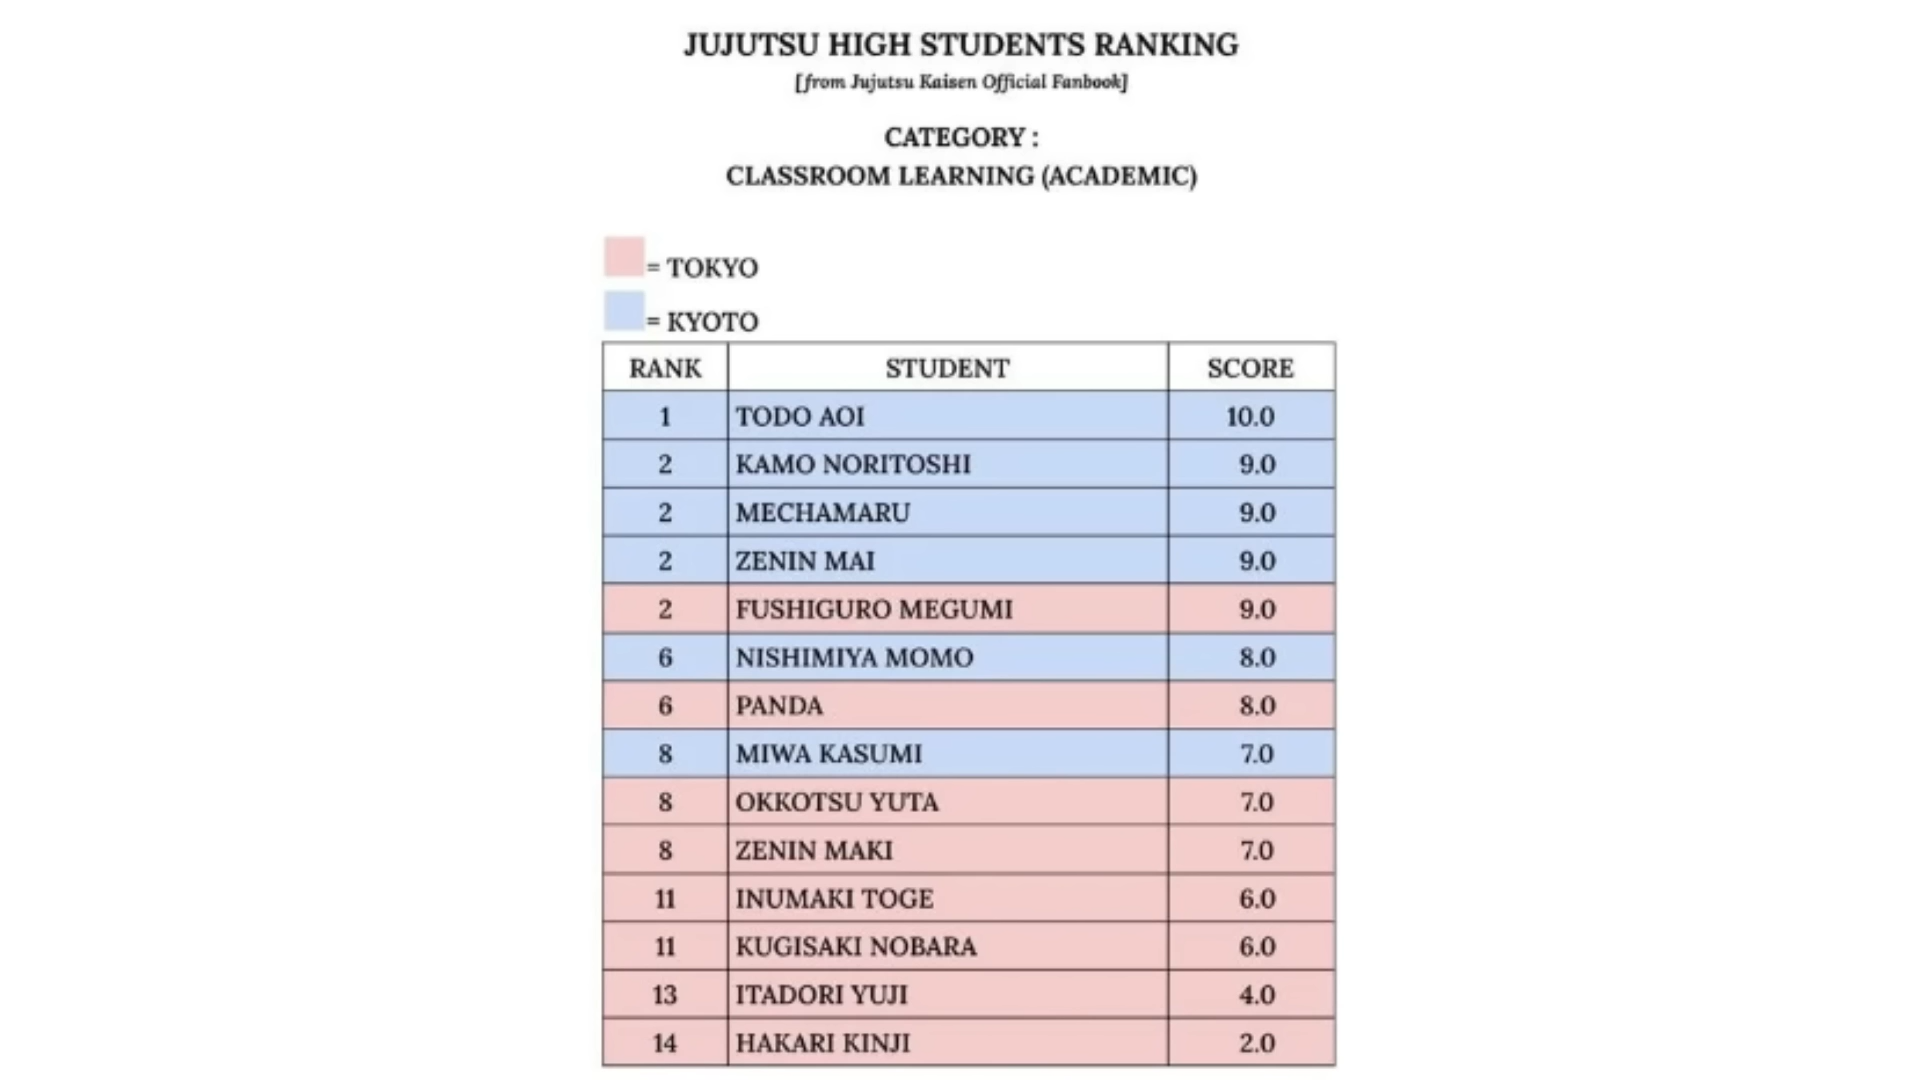 JUJUTSU HIGH STUDENTS RANKING
[from Jujutsu Kaisen Official Fanbook]
CATEGORY :
CLASSROOM LEARNING (ACADEMIC)
= TOKYO
= KYOTO
RANK STUDENT SCORE
1 TODO AOI 10.0
2 KAMO NORITOSHI 9.0
2 MECHAMARU 9.0
2 ZENIN MAI 9.0
2 FUSHIGURO MEGUMI 9.0
6 NISHIMIYA MOMO 8.0
6 PANDA 8.0
8 MIWA KASUMI 7.0
8 OKKOTSU YUTA 7.0
8 ZENIN MAKI 7.0
11 INUMAKI TOGE 6.0
11 KUGISAKI NOBARA 6.0
13 ITADORI YUJI 4.0
14 HAKARI KINJI 2.0